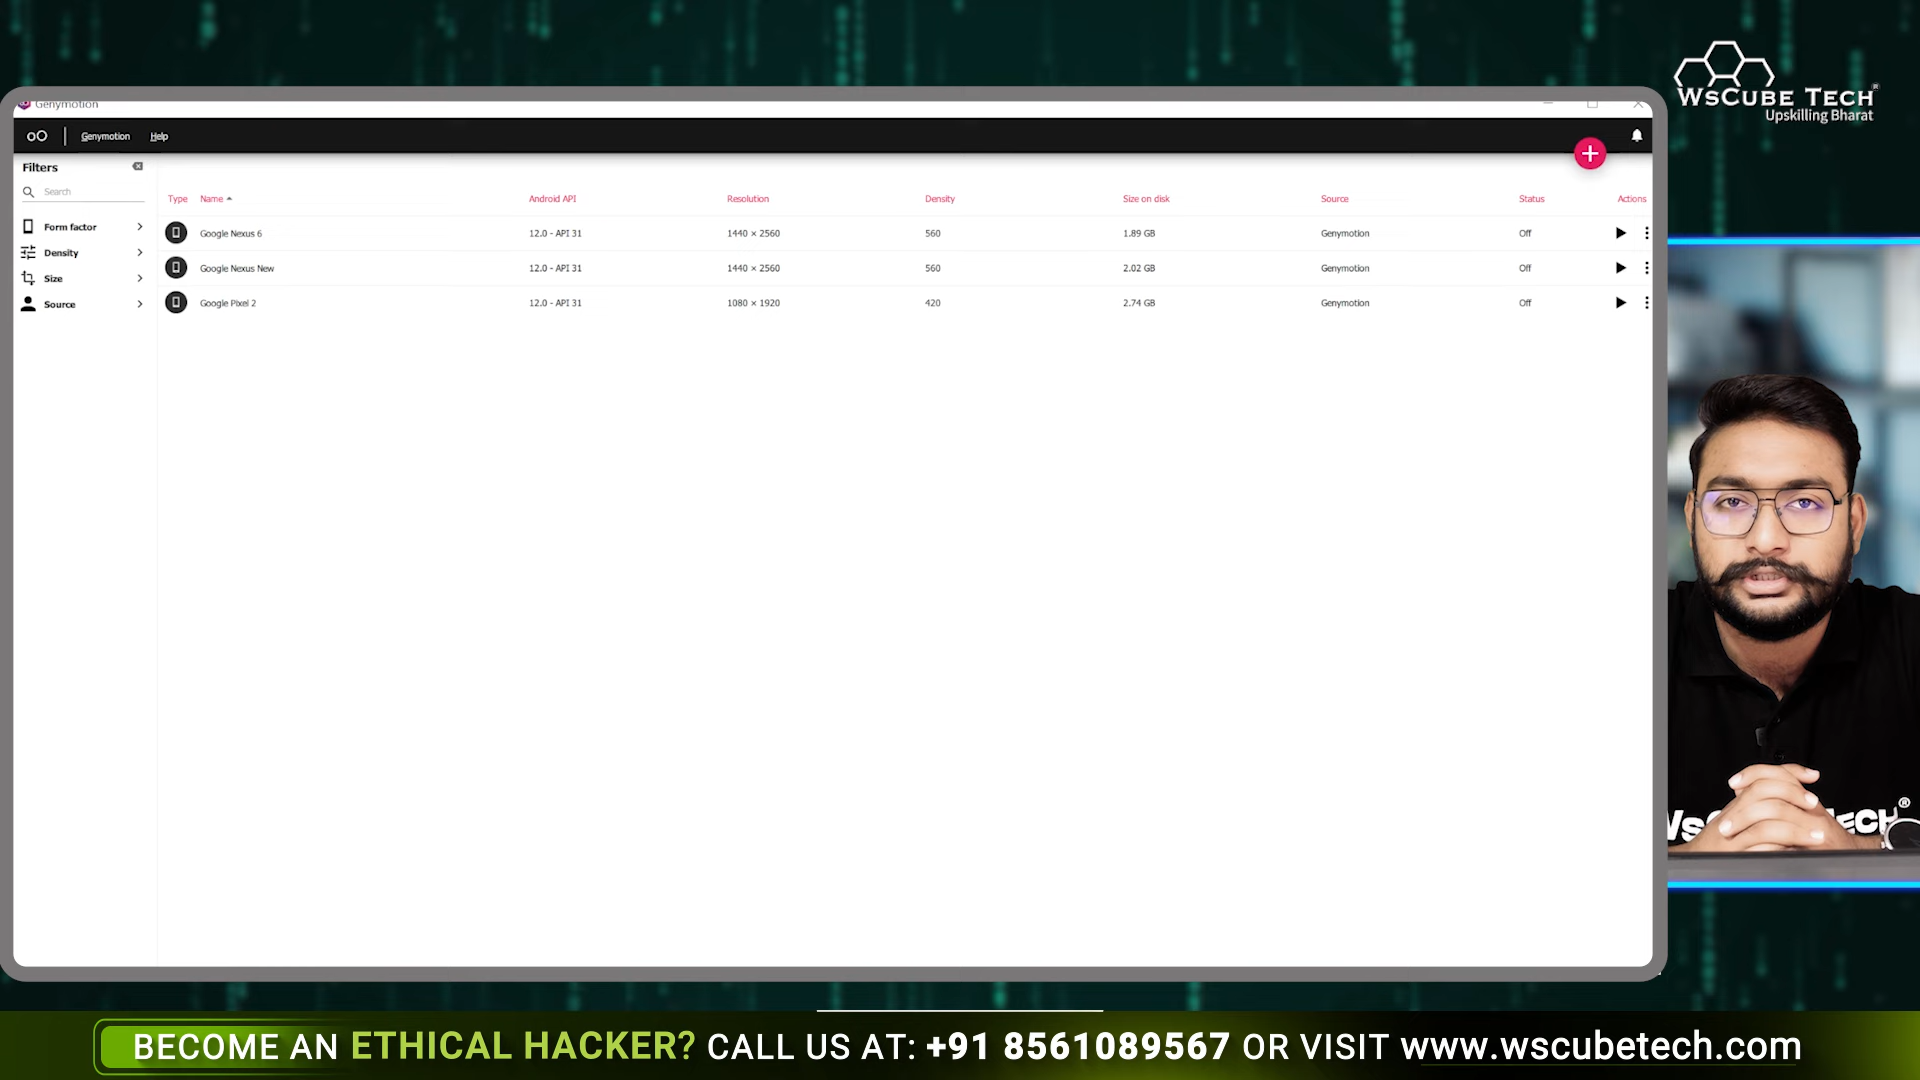 WsCube Tech®
Upskilling Bharat
Genymotion
Genymotion Help
Filters
Search
Form factor
Density
Size
Source
Type Name Android API Resolution Density Size on disk Source Status Actions
Google Nexus 6 12.0 - API 31 1440 × 2560 560 1.89 GB Genymotion Off
Google Nexus New 12.0 - API 31 1440 × 2560 560 2.02 GB Genymotion Off
Google Pixel 2 12.0 - API 31 1080 × 1920 420 2.74 GB Genymotion Off
BECOME AN ETHICAL HACKER? CALL US AT: +91 8561089567 OR VISIT www.wscubetech.com